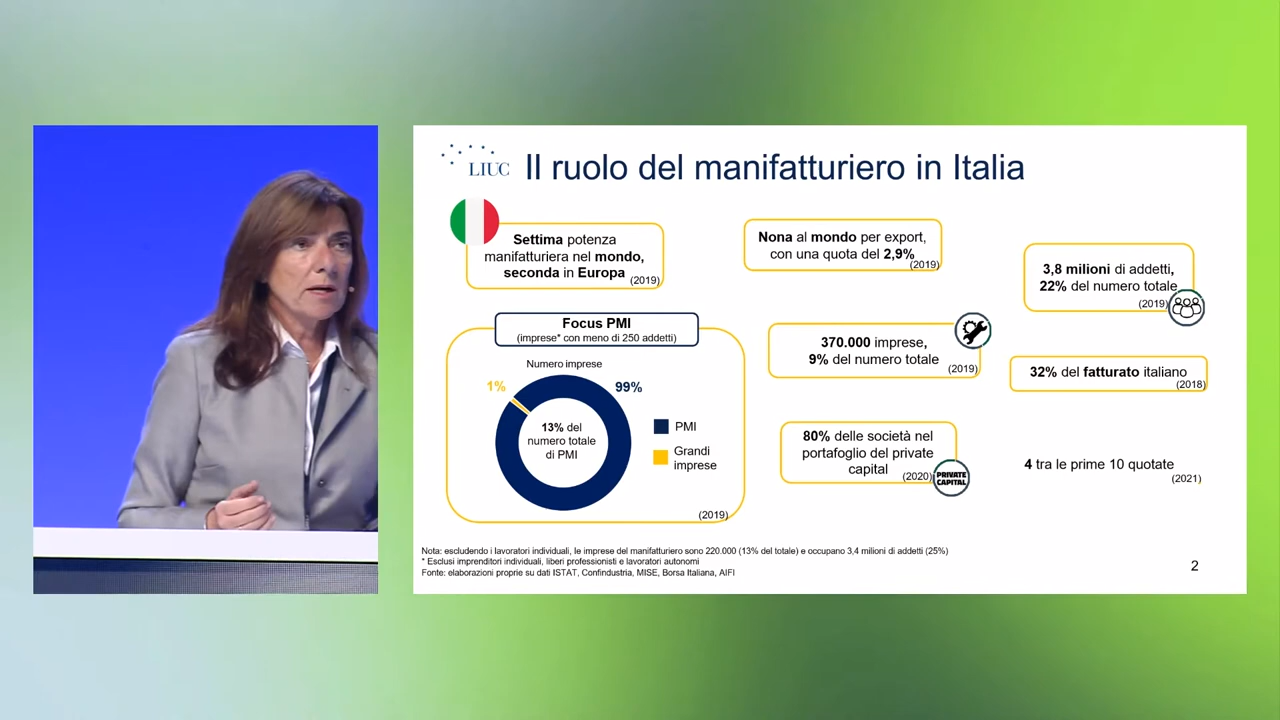 LIUC
Il ruolo del manifatturiero in Italia
Settima potenza
manifatturiera nel mondo,
seconda in Europa
(2019)
Nona al mondo per export,
con una quota del 2,9%
(2019)
3,8 milioni di addetti,
22% del numero totale
(2019)
Focus PMI
(imprese* con meno di 250 addetti)
Numero imprese
1%
99%
13% del
numero totale
di PMI
PMI
Grandi
imprese
(2019)
370.000 imprese,
9% del numero totale
(2019)
32% del fatturato italiano
(2018)
80% delle società nel
portafoglio del private
capital
(2020)
PRIVATE
CAPITAL
4 tra le prime 10 quotate
(2021)
Nota: escludendo i lavoratori individuali, le imprese del manifatturiero sono 220.000 (13% del totale) e occupano 3,4 milioni di addetti (25%)
* Esclusi imprenditori individuali, liberi professionisti e lavoratori autonomi
Fonte: elaborazioni proprie su dati ISTAT, Confindustria, MISE, Borsa Italiana, AIFI
2